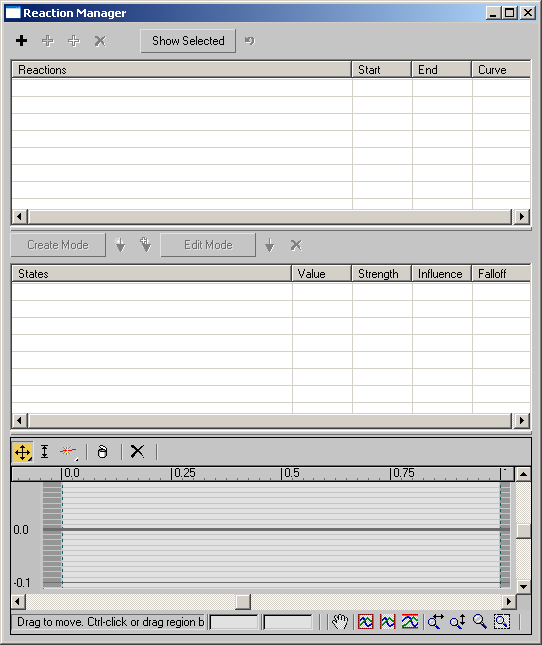 Reaction Manager
Show Selected
Reactions Start End Curve
Create Mode Edit Mode
States Value Strength Influence Falloff
0.0 0.25 0.5 0.75
0.0
-0.1
Drag to move. Ctrl-click or drag region b